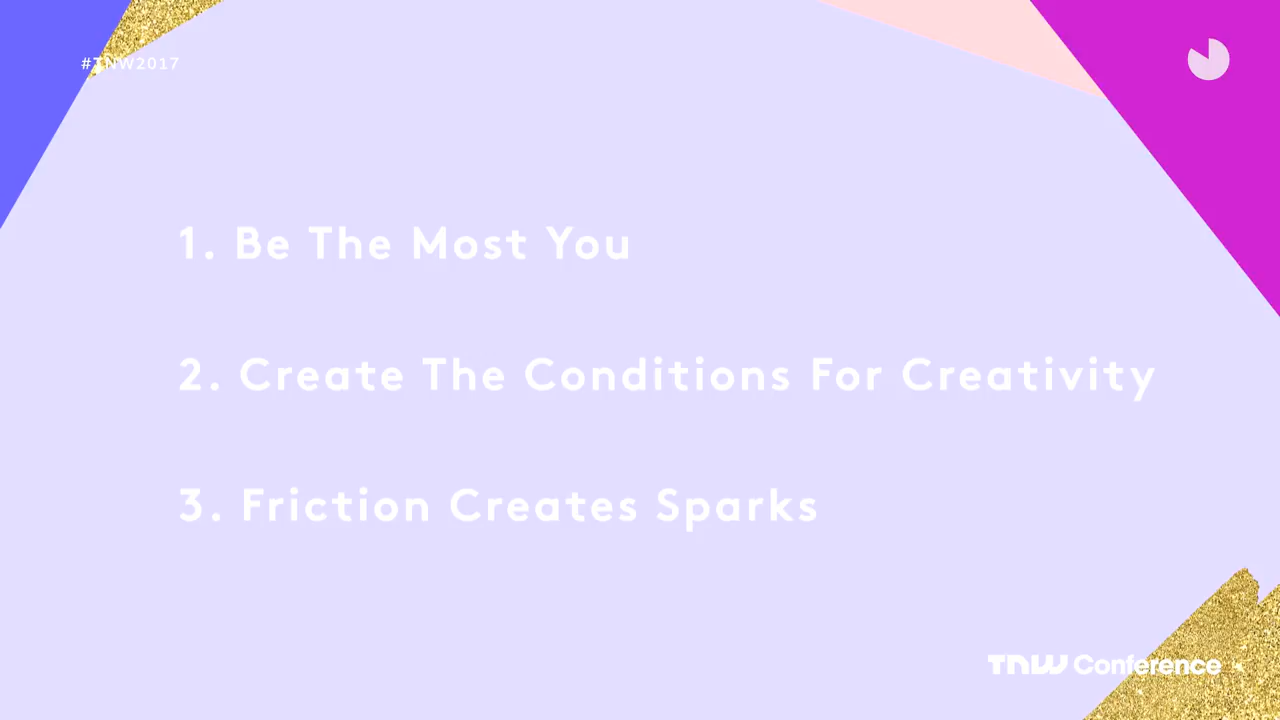 #TNW2017
1. Be The Most You
2. Create The Conditions For Creativity
3. Friction Creates Sparks
TNW Conference